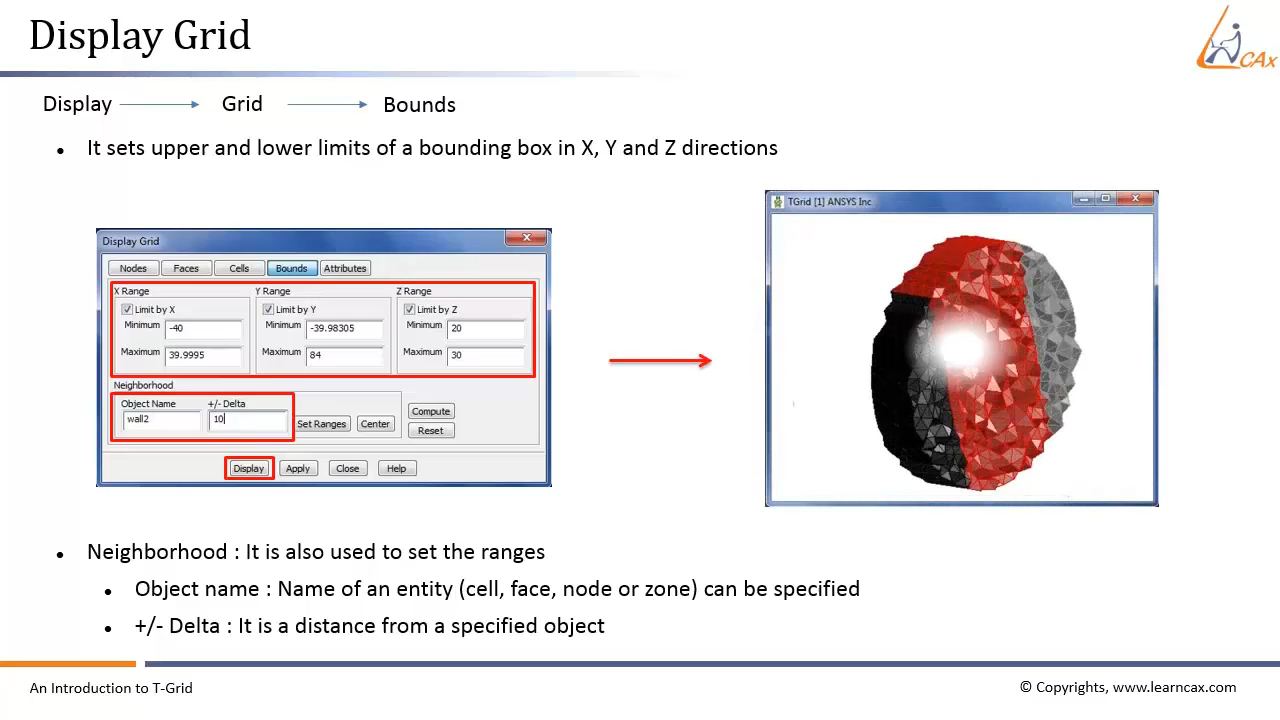 Display Grid
CAx
Display Grid Bounds
• It sets upper and lower limits of a bounding box in X, Y and Z directions
Display Grid
Nodes Faces Cells Bounds Attributes
X Range Y Range Z Range
Limit by X Limit by Y Limit by Z
Minimum -40 Minimum -39.98305 Minimum 20
Maximum 39.9995 Maximum 84 Maximum 30
Neighborhood
Object Name +/- Delta
wall2 10
Set Ranges Center Compute
Reset
Display Apply Close Help
TGrid [1] ANSYS Inc
• Neighborhood : It is also used to set the ranges
• Object name : Name of an entity (cell, face, node or zone) can be specified
• +/- Delta : It is a distance from a specified object
An Introduction to T-Grid
© Copyrights, www.learncax.com